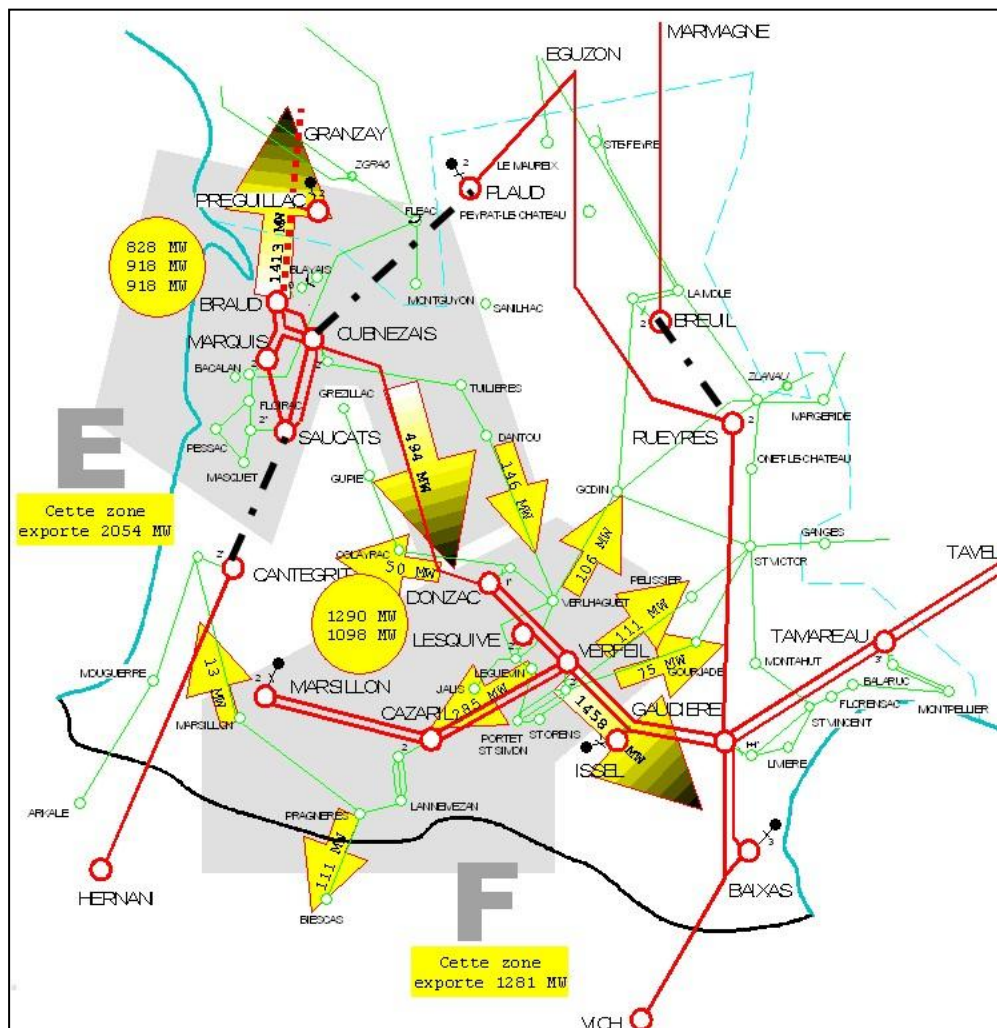 MARMAGNE
EGUZON
GRANZAY
ZGRA6
LE MAUREIX
STE-FEYRE
PREGUILLAC
PLAUD
PEYRAT-LE CHATEAU
FLEAC
828 MW
918 MW
918 MW
1413 MW
BLAYAIS
MONTGUYON
SANILHAC
LA MOLE
BRAUD
BREUIL
MARQUIS
CUBNEZAIS
BACALAN
GREZILLAC
TUILIERES
ZLANAU
MARGERIDE
FLOIRAC
SAUCATS
PESSAC
MASQUET
494 MW
DANTOU
RUEYRES
ONET-LE-CHATEAU
E
Cette zone
exporte 2054 MW
GUPIE
146 MW
GODIN
GANGES
COLAYRAC
50 MW
CANTEGRIT
DONZAC
106 MW
PELISSIER
ST VICTOR
TAVEL
1290 MW
1098 MW
VERLHAGUET
LESQUIVE
111 MW
VERFEIL
TAMAREAU
MOUGUERRE
13 MW
MARSILLON
LEGUEVIN
JALIS
75 MW
GOURJADE
MONTAHUT
BALARUC
MARSILLON
CAZARIL
285 MW
PORTET
ST SIMON
ST ORENS
1458 MW
GAUDIERE
FLORENSAC
MONTPELLIER
ST VINCENT
LIVIERE
ISSEL
ARKALE
PRAGNERES
LANNEMEZAN
111 MW
HERNANI
BIESCAS
BAIXAS
F
Cette zone
exporte 1281 MW
VICH